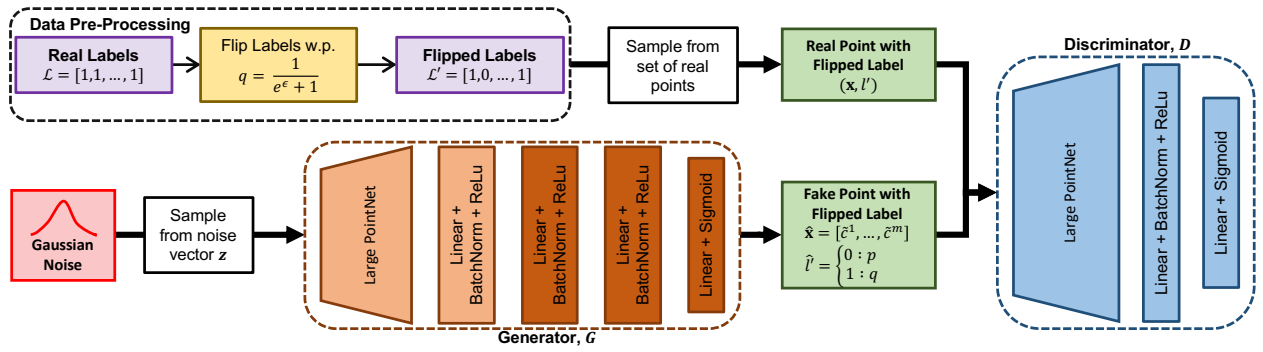 Data Pre-Processing
Real Labels
ℒ = [1,1, … , 1]
Flip Labels w.p.
q = 1 / (e^ϵ + 1)
Flipped Labels
ℒ′ = [1,0, … , 1]
Sample from
set of real
points
Real Point with
Flipped Label
(x, l′)
Discriminator, D
Large PointNet
Linear + BatchNorm + ReLu
Linear + Sigmoid
Gaussian
Noise
Sample
from noise
vector z
Large PointNet
Linear +
BatchNorm + ReLu
Linear +
BatchNorm + ReLu
Linear +
BatchNorm + ReLu
Linear + Sigmoid
Generator, G
Fake Point with
Flipped Label
x̂ = [c̃¹, … , c̃ᵐ]
l̂′ = {0 : p
1 : q